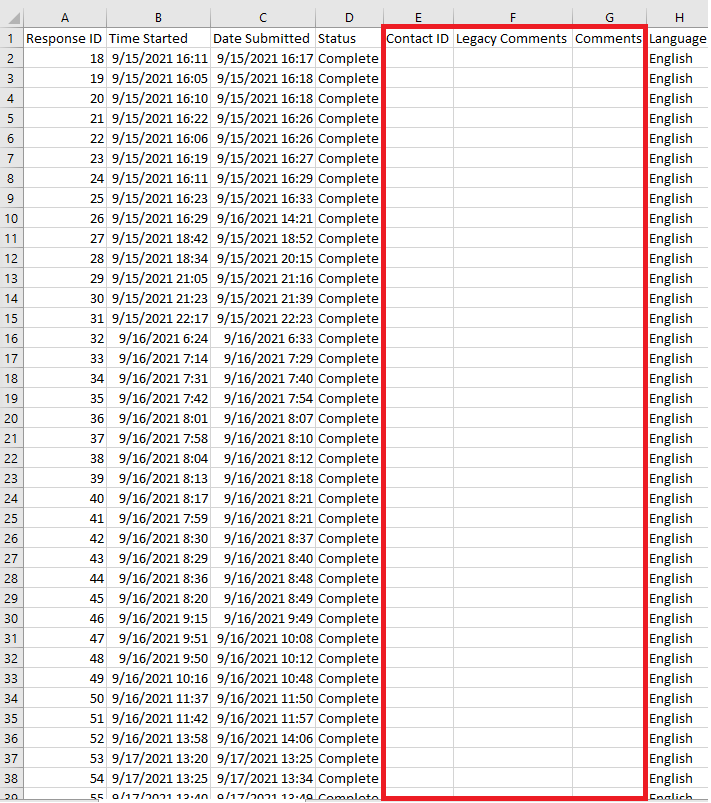 A B C D E F G H
1 Response ID Time Started Date Submitted Status Contact ID Legacy Comments Comments Language
2 18 9/15/2021 16:11 9/15/2021 16:17 Complete English
3 19 9/15/2021 16:05 9/15/2021 16:18 Complete English
4 20 9/15/2021 16:10 9/15/2021 16:18 Complete English
5 21 9/15/2021 16:22 9/15/2021 16:26 Complete English
6 22 9/15/2021 16:06 9/15/2021 16:26 Complete English
7 23 9/15/2021 16:19 9/15/2021 16:27 Complete English
8 24 9/15/2021 16:11 9/15/2021 16:29 Complete English
9 25 9/15/2021 16:23 9/15/2021 16:33 Complete English
10 26 9/15/2021 16:29 9/16/2021 14:21 Complete English
11 27 9/15/2021 18:42 9/15/2021 18:52 Complete English
12 28 9/15/2021 18:34 9/15/2021 20:15 Complete English
13 29 9/15/2021 21:05 9/15/2021 21:16 Complete English
14 30 9/15/2021 21:23 9/15/2021 21:39 Complete English
15 31 9/15/2021 22:17 9/15/2021 22:23 Complete English
16 32 9/16/2021 6:24 9/16/2021 6:33 Complete English
17 33 9/16/2021 7:14 9/16/2021 7:29 Complete English
18 34 9/16/2021 7:31 9/16/2021 7:40 Complete English
19 35 9/16/2021 7:42 9/16/2021 7:54 Complete English
20 36 9/16/2021 8:01 9/16/2021 8:07 Complete English
21 37 9/16/2021 7:58 9/16/2021 8:10 Complete English
22 38 9/16/2021 8:04 9/16/2021 8:12 Complete English
23 39 9/16/2021 8:13 9/16/2021 8:18 Complete English
24 40 9/16/2021 8:17 9/16/2021 8:21 Complete English
25 41 9/16/2021 7:59 9/16/2021 8:21 Complete English
26 42 9/16/2021 8:30 9/16/2021 8:37 Complete English
27 43 9/16/2021 8:29 9/16/2021 8:40 Complete English
28 44 9/16/2021 8:36 9/16/2021 8:48 Complete English
29 45 9/16/2021 8:20 9/16/2021 8:49 Complete English
30 46 9/16/2021 9:15 9/16/2021 9:49 Complete English
31 47 9/16/2021 9:51 9/16/2021 10:08 Complete English
32 48 9/16/2021 9:50 9/16/2021 10:12 Complete English
33 49 9/16/2021 10:16 9/16/2021 10:48 Complete English
34 50 9/16/2021 11:37 9/16/2021 11:50 Complete English
35 51 9/16/2021 11:42 9/16/2021 11:57 Complete English
36 52 9/16/2021 13:58 9/16/2021 14:06 Complete English
37 53 9/17/2021 13:20 9/17/2021 13:25 Complete English
38 54 9/17/2021 13:25 9/17/2021 13:34 Complete English
39 55 9/17/2021 13:40 9/17/2021 13:49 Complete English